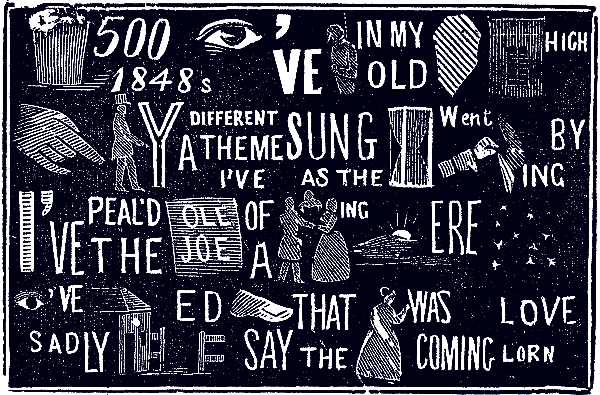 500 'VE IN MY OLD HIGH
1848s
Y DIFFERENT A THEME SUNG Went BY
I'VE AS THE ING
I'VE PEAL'D THE OLE JOE OF A ING ERE
'VE ED THAT WAS LOVE
SADLY SAY THE COMING LORN